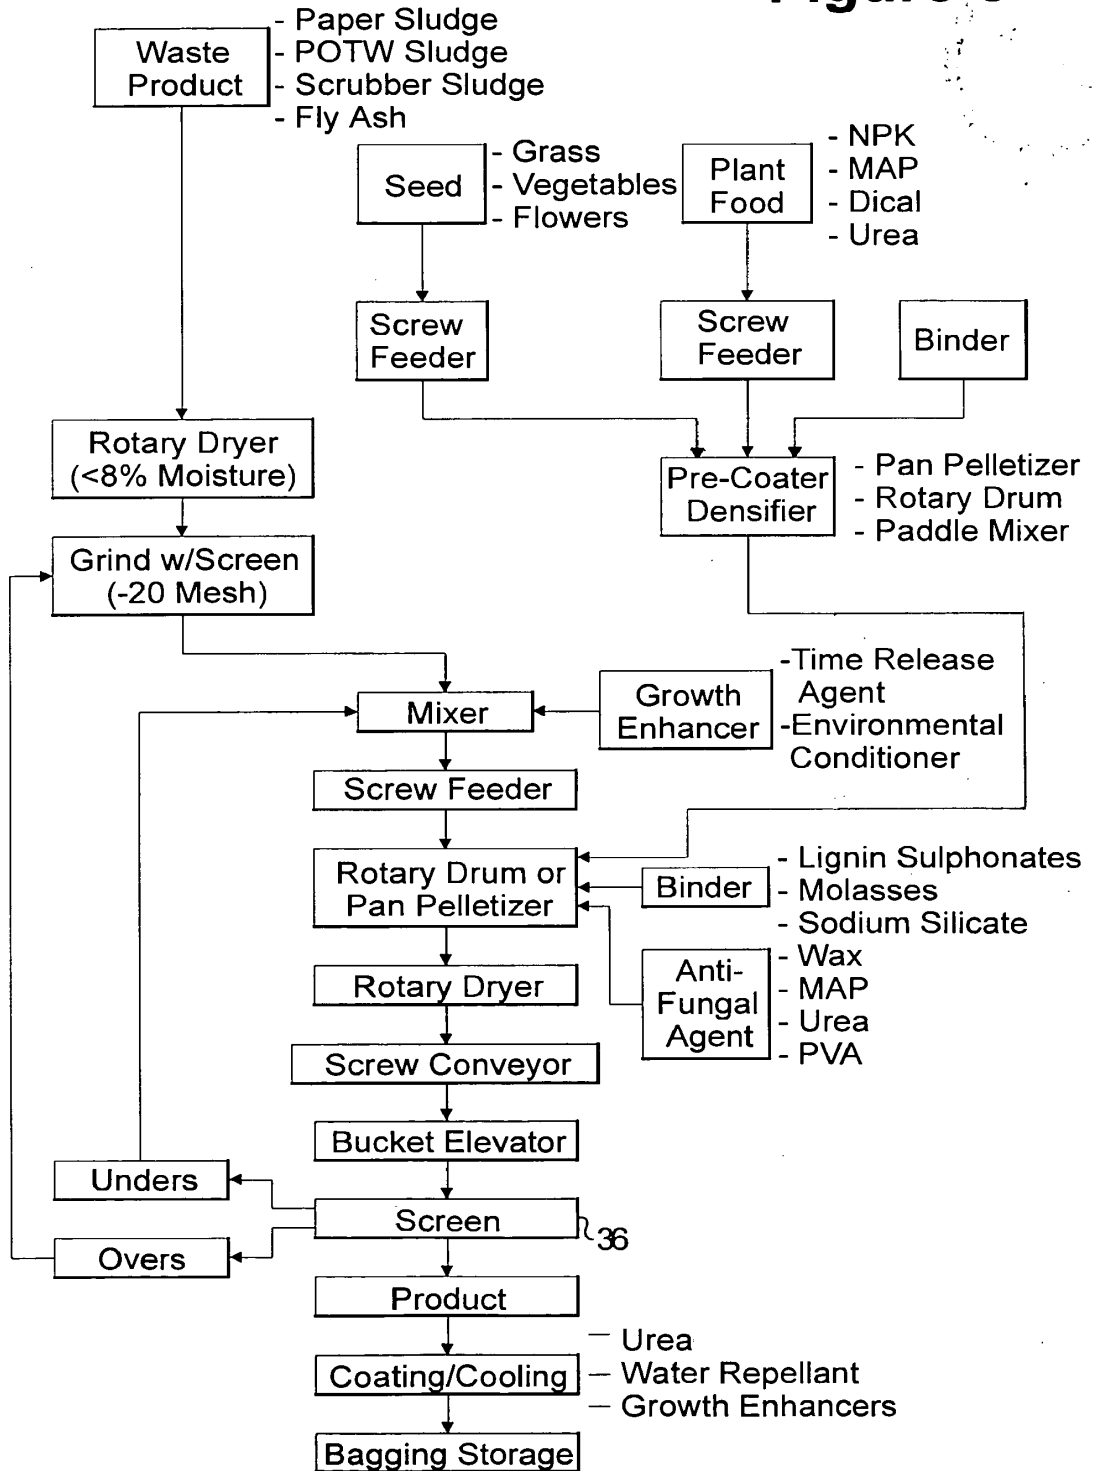 Waste
Product
- Paper Sludge
- POTW Sludge
- Scrubber Sludge
- Fly Ash
Seed
- Grass
- Vegetables
- Flowers
Plant
Food
- NPK
- MAP
- Dical
- Urea
Screw
Feeder
Screw
Feeder
Binder
Rotary Dryer
(<8% Moisture)
Pre-Coater
Densifier
- Pan Pelletizer
- Rotary Drum
- Paddle Mixer
Grind w/Screen
(-20 Mesh)
Mixer
Growth
Enhancer
-Time Release
Agent
-Environmental
Conditioner
Screw Feeder
Rotary Drum or
Pan Pelletizer
Binder
- Lignin Sulphonates
- Molasses
- Sodium Silicate
- Wax
- MAP
- Urea
- PVA
Anti-
Fungal
Agent
Rotary Dryer
Screw Conveyor
Bucket Elevator
Unders
Screen
36
Overs
Product
Coating/Cooling
— Urea
— Water Repellant
— Growth Enhancers
Bagging Storage